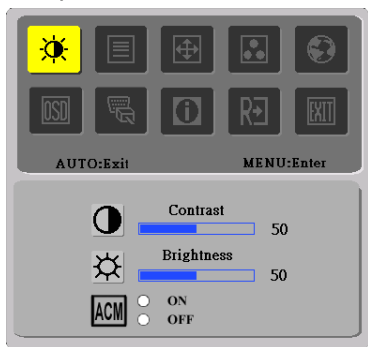 OSD
i
R
EXIT
AUTO:Exit
MENU:Enter
Contrast
50
Brightness
50
ACM
ON
OFF